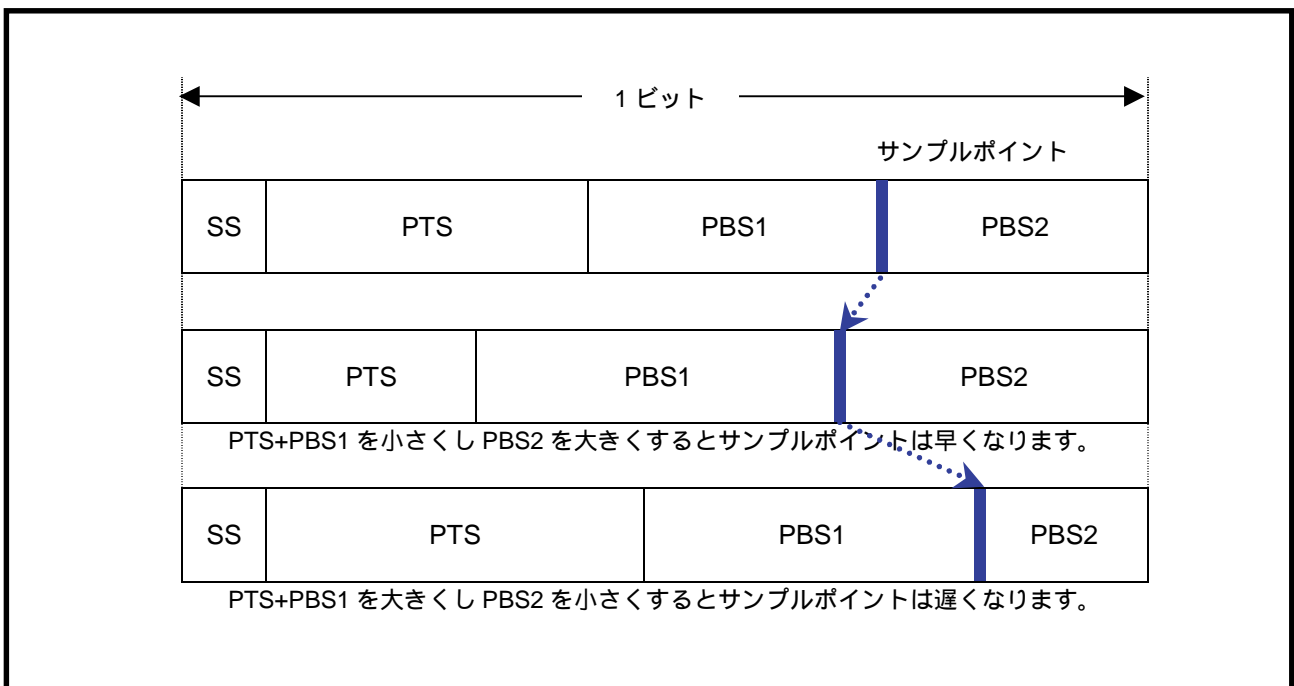 1 ビット
サンプルポイント
SS PTS PBS1 PBS2
SS PTS PBS1 PBS2
PTS+PBS1 を小さくし PBS2 を大きくするとサンプルポイントは早くなります。
SS PTS PBS1 PBS2
PTS+PBS1 を大きくし PBS2 を小さくするとサンプルポイントは遅くなります。